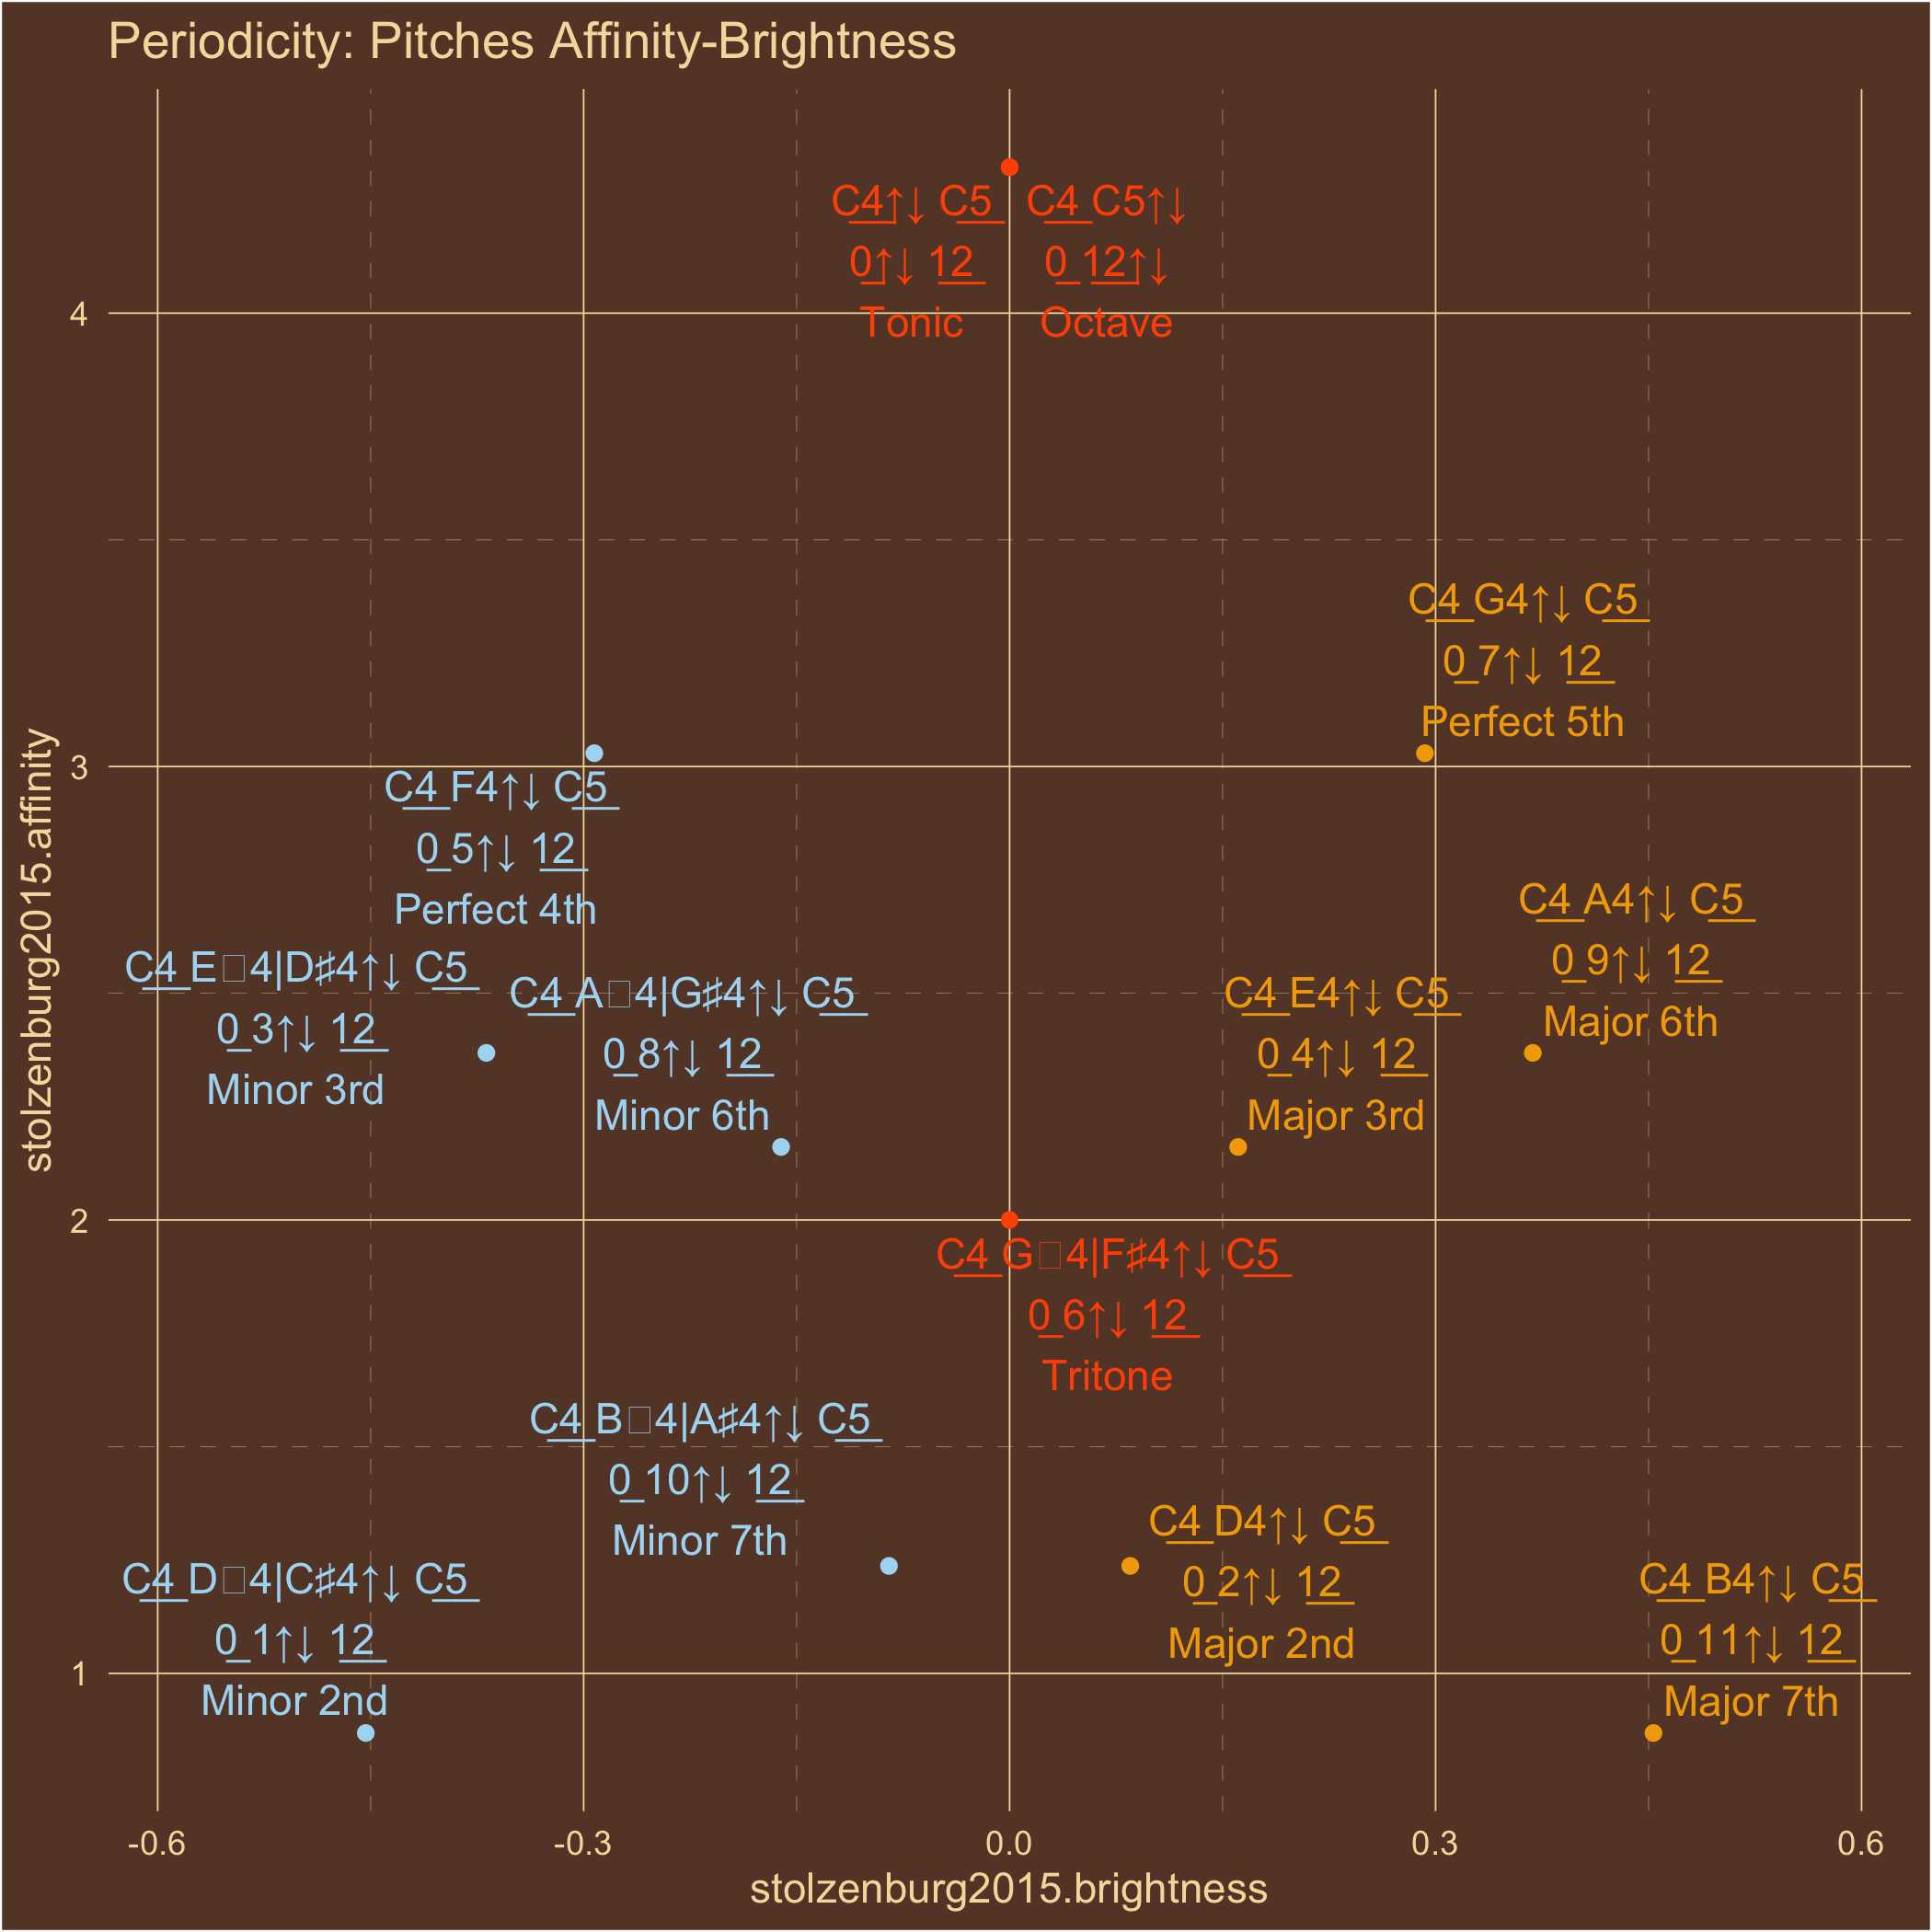 Periodicity: Pitches Affinity-Brightness
C4↑↓ C5 C4 C5↑↓
0↑↓ 12 0 12↑↓
Tonic Octave
4
C4 G4↑↓ C5
0 7↑↓ 12
Perfect 5th
3
C4 F4↑↓ C5
0 5↑↓ 12
Perfect 4th
C4 A4↑↓ C5
0 9↑↓ 12
Major 6th
C4 E□4|D♯4↑↓ C5
0 3↑↓ 12
Minor 3rd
C4 A□4|G♯4↑↓ C5
0 8↑↓ 12
Minor 6th
C4 E4↑↓ C5
0 4↑↓ 12
Major 3rd
2
C4 G□4|F♯4↑↓ C5
0 6↑↓ 12
Tritone
C4 B□4|A♯4↑↓ C5
0 10↑↓ 12
Minor 7th
C4 D4↑↓ C5
0 2↑↓ 12
Major 2nd
C4 D□4|C♯4↑↓ C5
0 1↑↓ 12
Minor 2nd
C4 B4↑↓ C5
0 11↑↓ 12
Major 7th
1
-0.6 -0.3 0.0 0.3 0.6
stolzenburg2015.brightness
stolzenburg2015.affinity